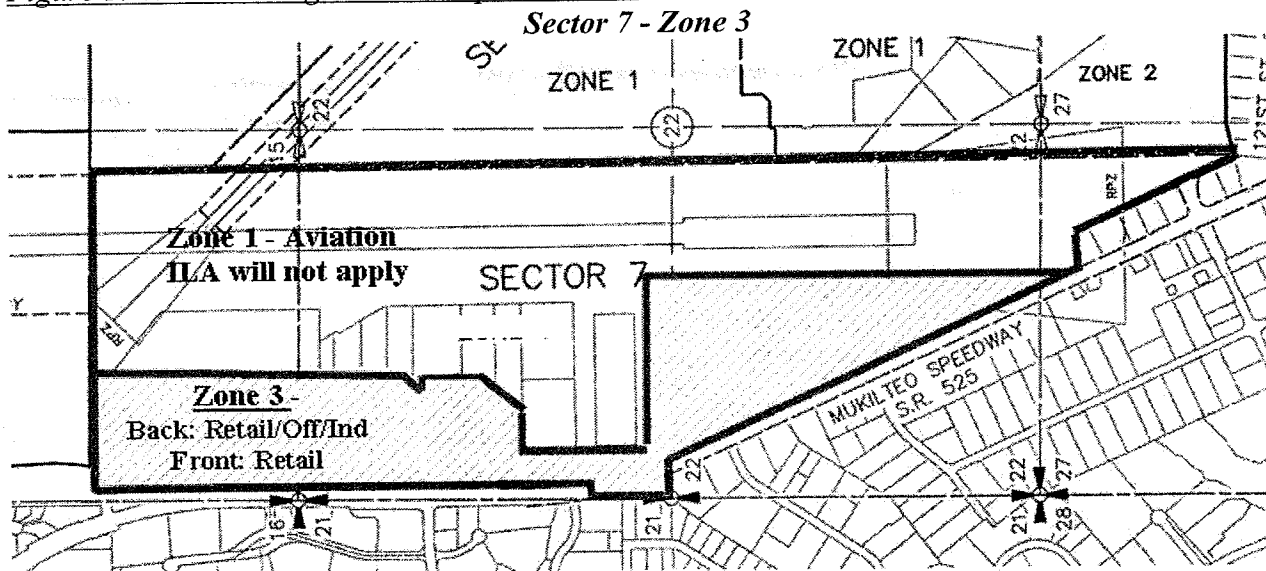 Sector 7 - Zone 3
ZONE 1
ZONE 1
ZONE 2
22
27
22
15
2
121ST ST
RPZ
Zone 1 - Aviation
ILA will not apply
SECTOR 7
Y
RPZ
MUKILTEO SPEEDWAY
S.R. 525
Zone 3 -
Back: Retail/Off/Ind
Front: Retail
22
22
27
16
21
21
21
28